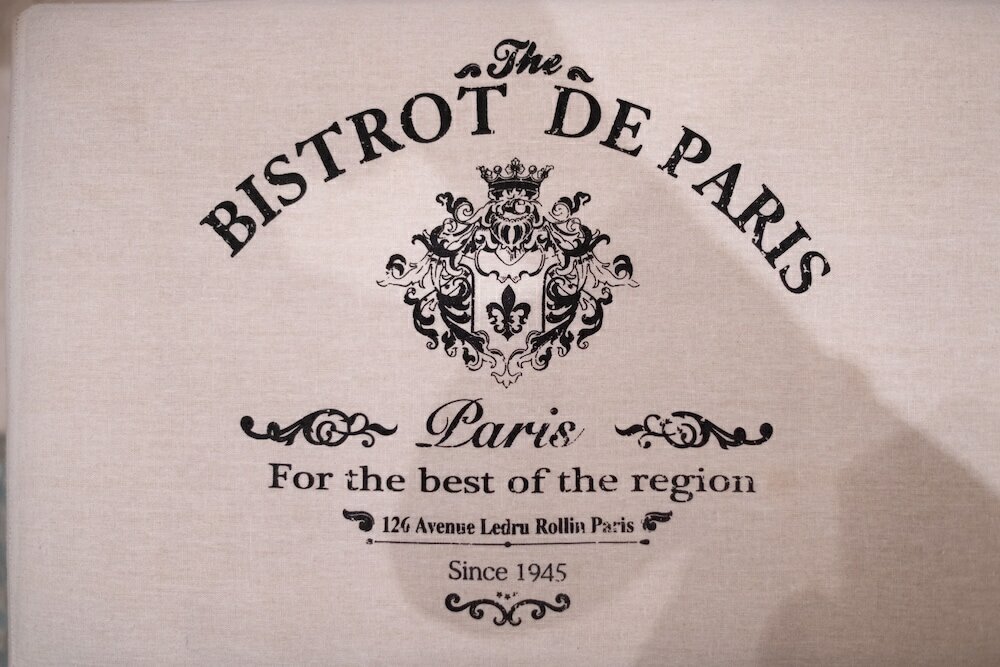 The
BISTROT DE PARIS
Paris
For the best of the region
126 Avenue Ledru Rollin Paris
Since 1945